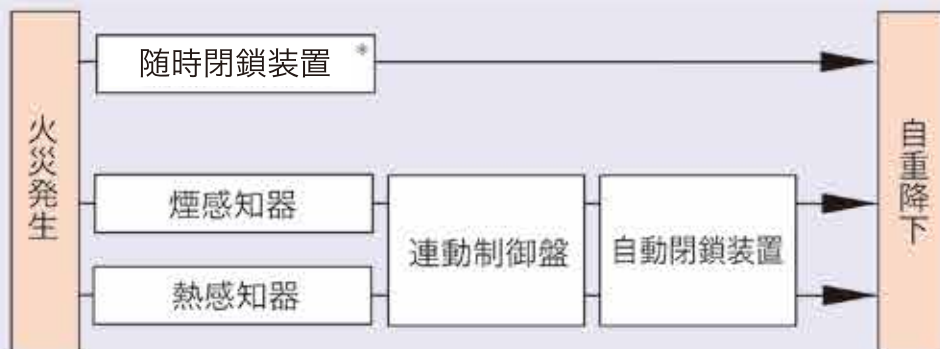 火災発生
随時閉鎖装置*
煙感知器
熱感知器
連動制御盤
自動閉鎖装置
自重降下